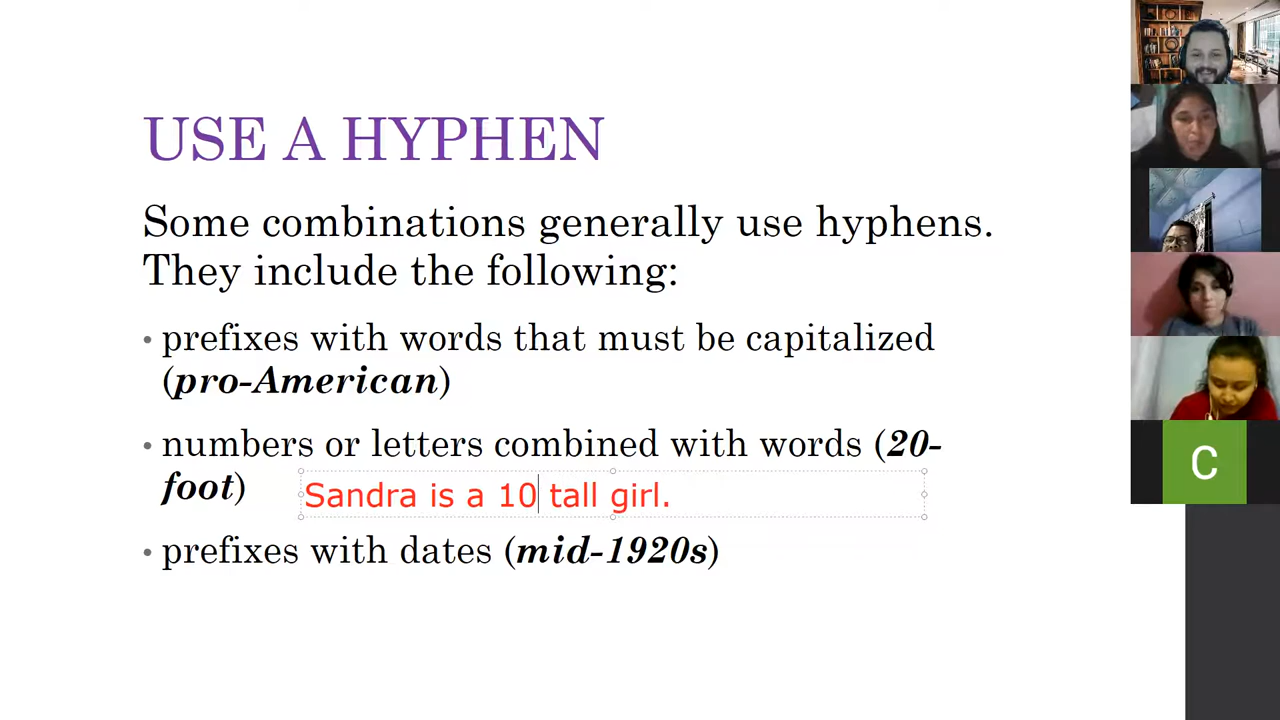 USE A HYPHEN
Some combinations generally use hyphens.
They include the following:
• prefixes with words that must be capitalized
(pro-American)
• numbers or letters combined with words (20-
foot)
Sandra is a 10 tall girl.
• prefixes with dates (mid-1920s)
C